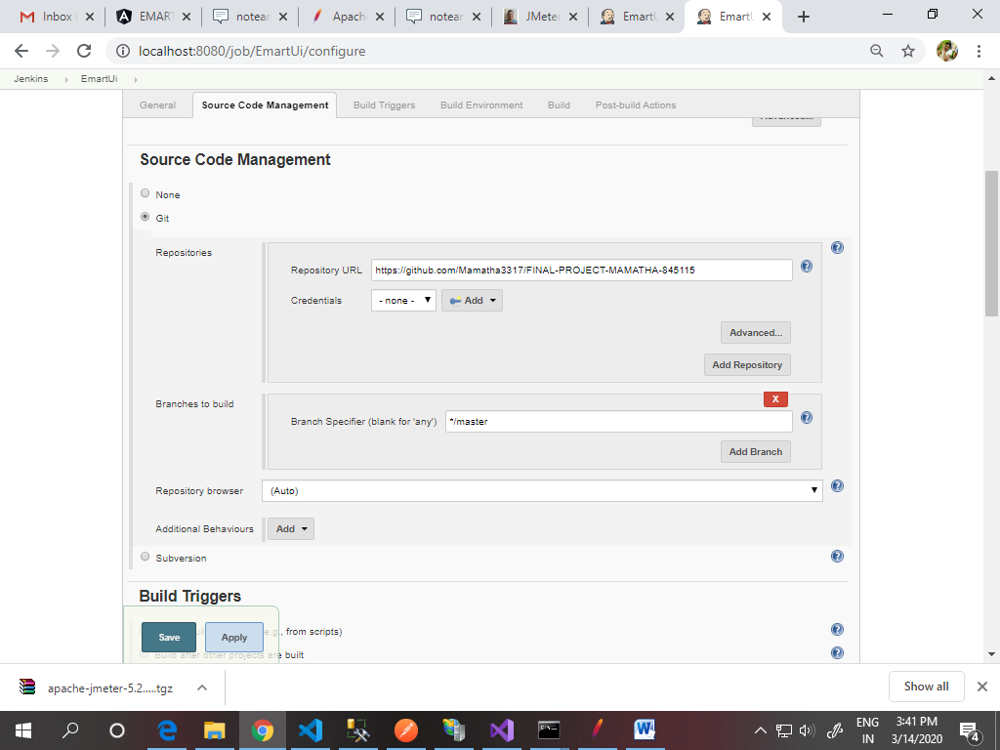 Inbox
EMART
notear
Apach
notear
JMeter
EmartU
EmartU
localhost:8080/job/EmartUi/configure
Jenkins
EmartUi
General
Source Code Management
Build Triggers
Build Environment
Build
Post-build Actions
Advanced...
Source Code Management
None
Git
Repositories
Repository URL
https://github.com/Mamatha3317/FINAL-PROJECT-MAMATHA-845115
Credentials
- none -
Add
Advanced...
Add Repository
Branches to build
X
Branch Specifier (blank for 'any')
*/master
Add Branch
Repository browser
(Auto)
Additional Behaviours
Add
Subversion
Build Triggers
, from scripts)
Save
Apply
Build after other projects are built
apache-jmeter-5.2.....tgz
Show all
ENG
IN
3:41 PM
3/14/2020
4